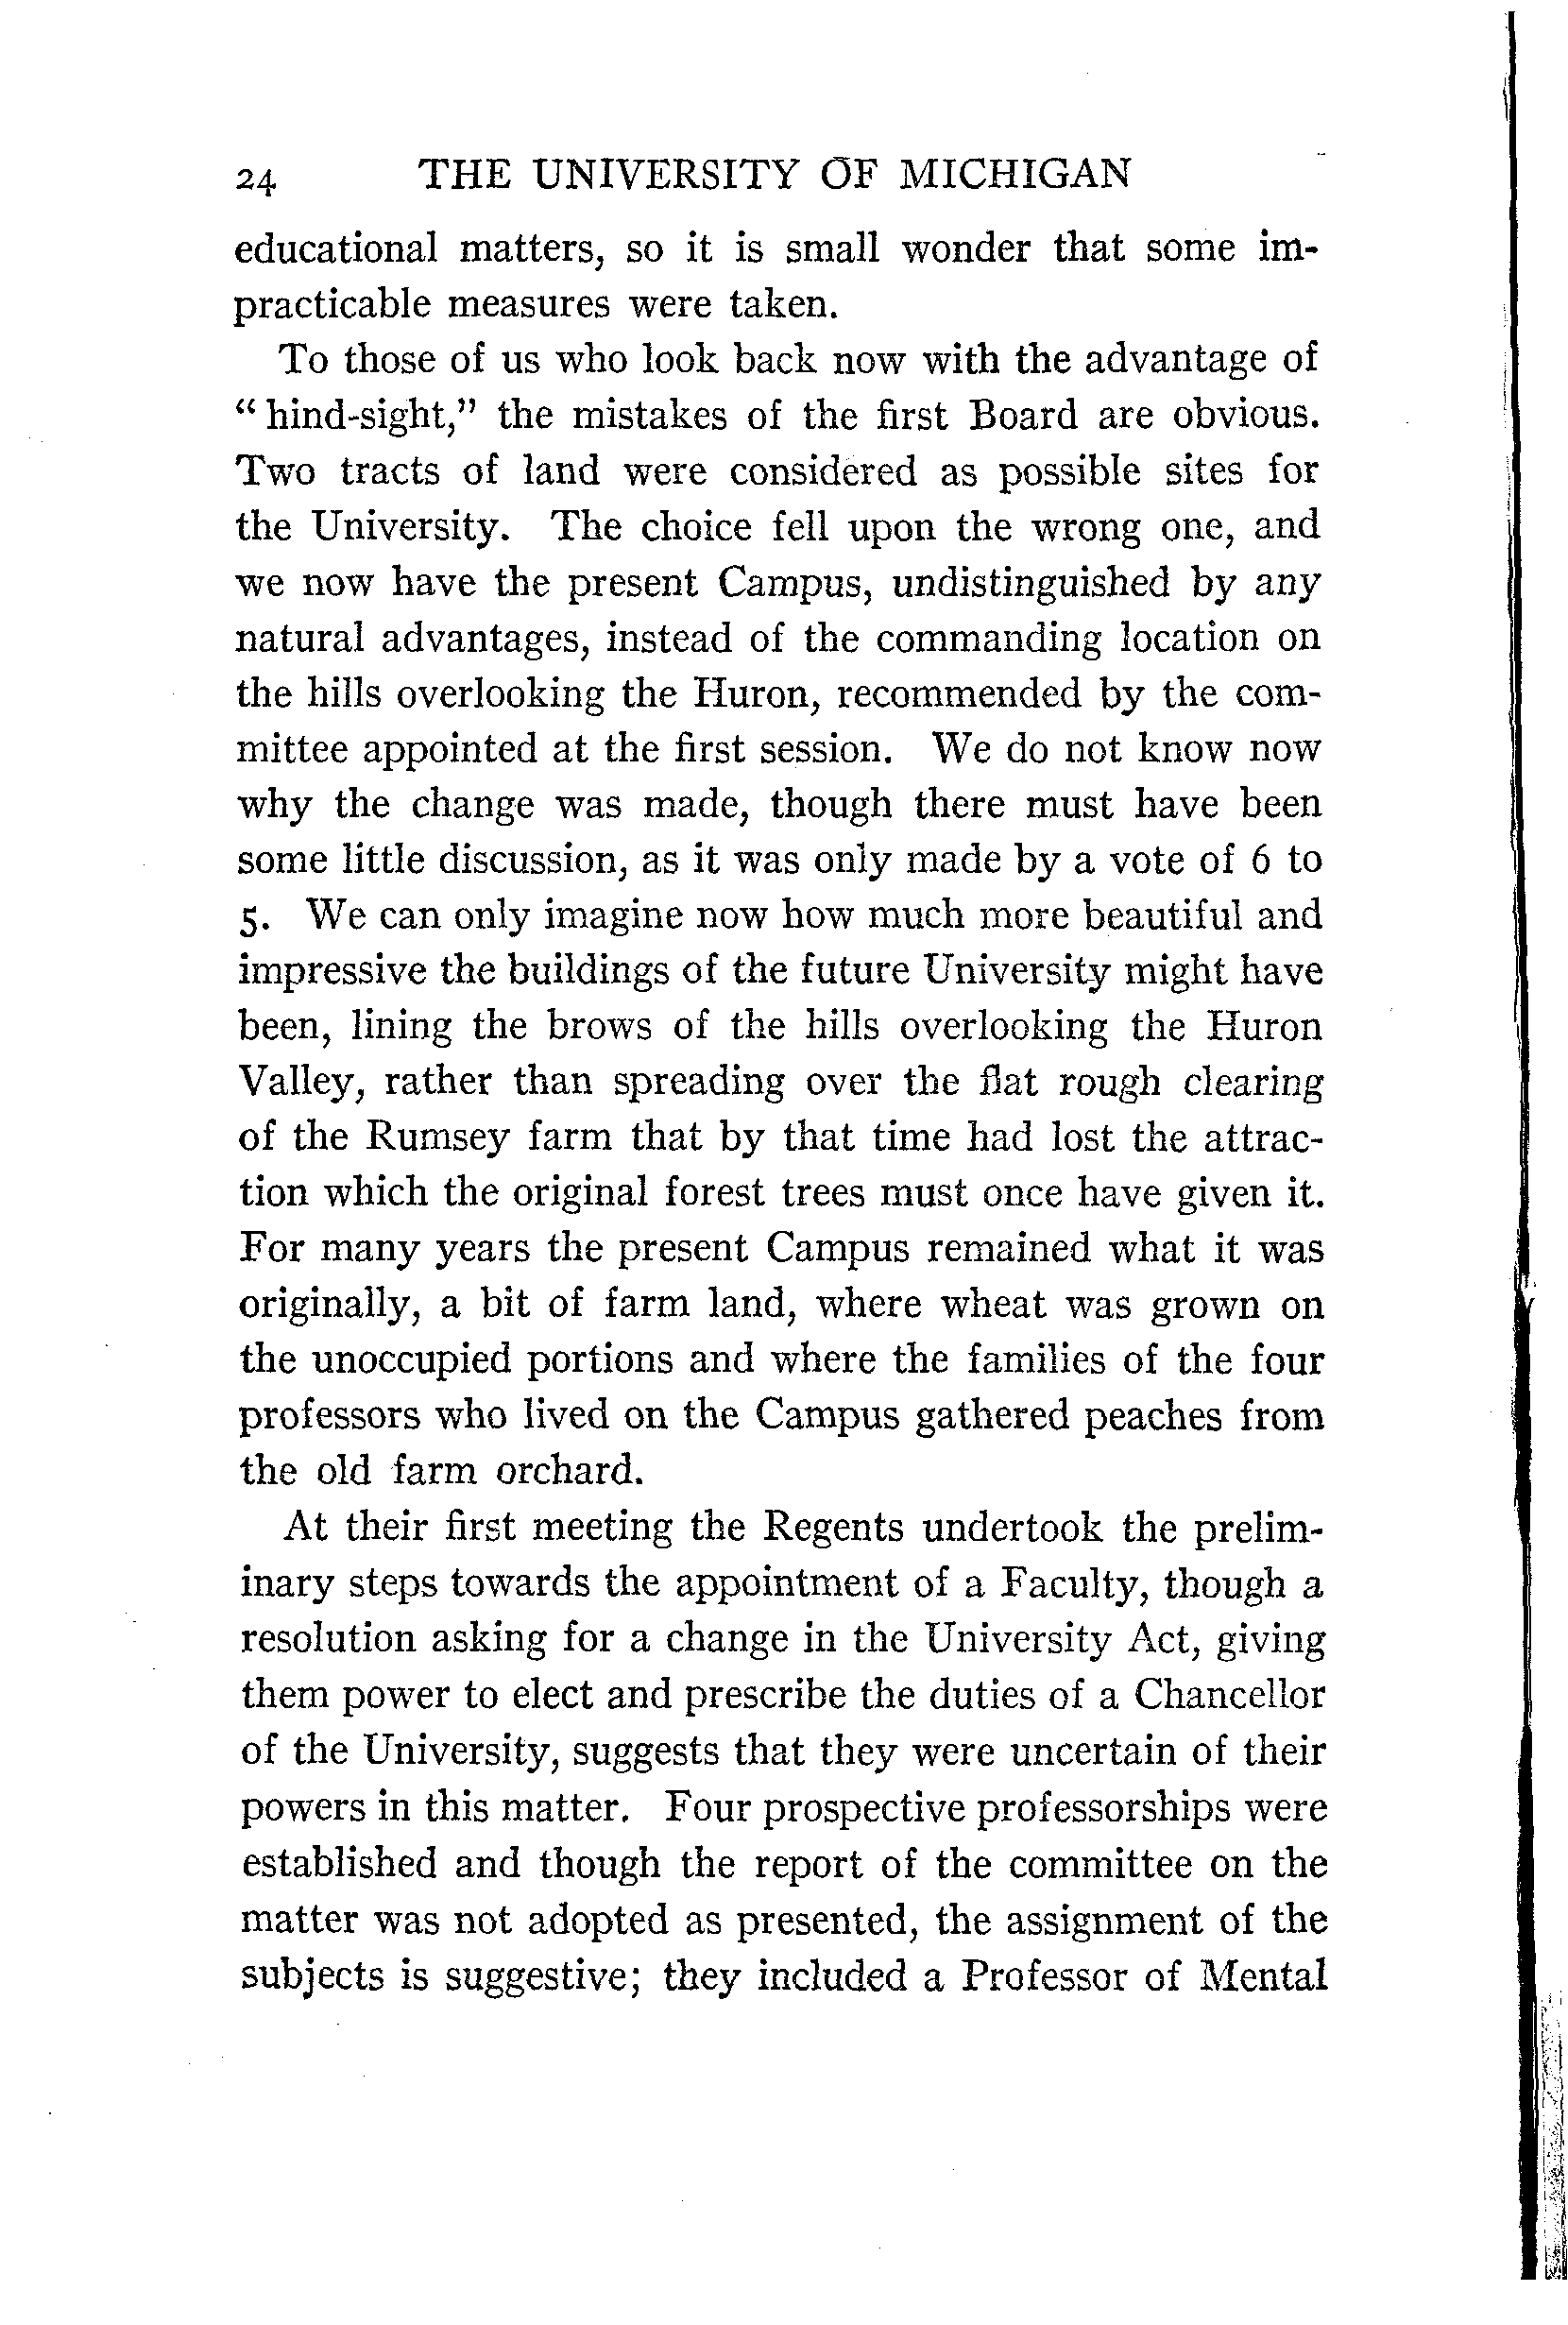 24 THE UNIVERSITY OF MICHIGAN
educational matters, so it is small wonder that some im-
practicable measures were taken.
To those of us who look back now with the advantage of
“ hind-sight,” the mistakes of the first Board are obvious.
Two tracts of land were considered as possible sites for
the University. The choice fell upon the wrong one, and
we now have the present Campus, undistinguished by any
natural advantages, instead of the commanding location on
the hills overlooking the Huron, recommended by the com-
mittee appointed at the first session. We do not know now
why the change was made, though there must have been
some little discussion, as it was only made by a vote of 6 to
5. We can only imagine now how much more beautiful and
impressive the buildings of the future University might have
been, lining the brows of the hills overlooking the Huron
Valley, rather than spreading over the flat rough clearing
of the Rumsey farm that by that time had lost the attrac-
tion which the original forest trees must once have given it.
For many years the present Campus remained what it was
originally, a bit of farm land, where wheat was grown on
the unoccupied portions and where the families of the four
professors who lived on the Campus gathered peaches from
the old farm orchard.
At their first meeting the Regents undertook the prelim-
inary steps towards the appointment of a Faculty, though a
resolution asking for a change in the University Act, giving
them power to elect and prescribe the duties of a Chancellor
of the University, suggests that they were uncertain of their
powers in this matter. Four prospective professorships were
established and though the report of the committee on the
matter was not adopted as presented, the assignment of the
subjects is suggestive; they included a Professor of Mental